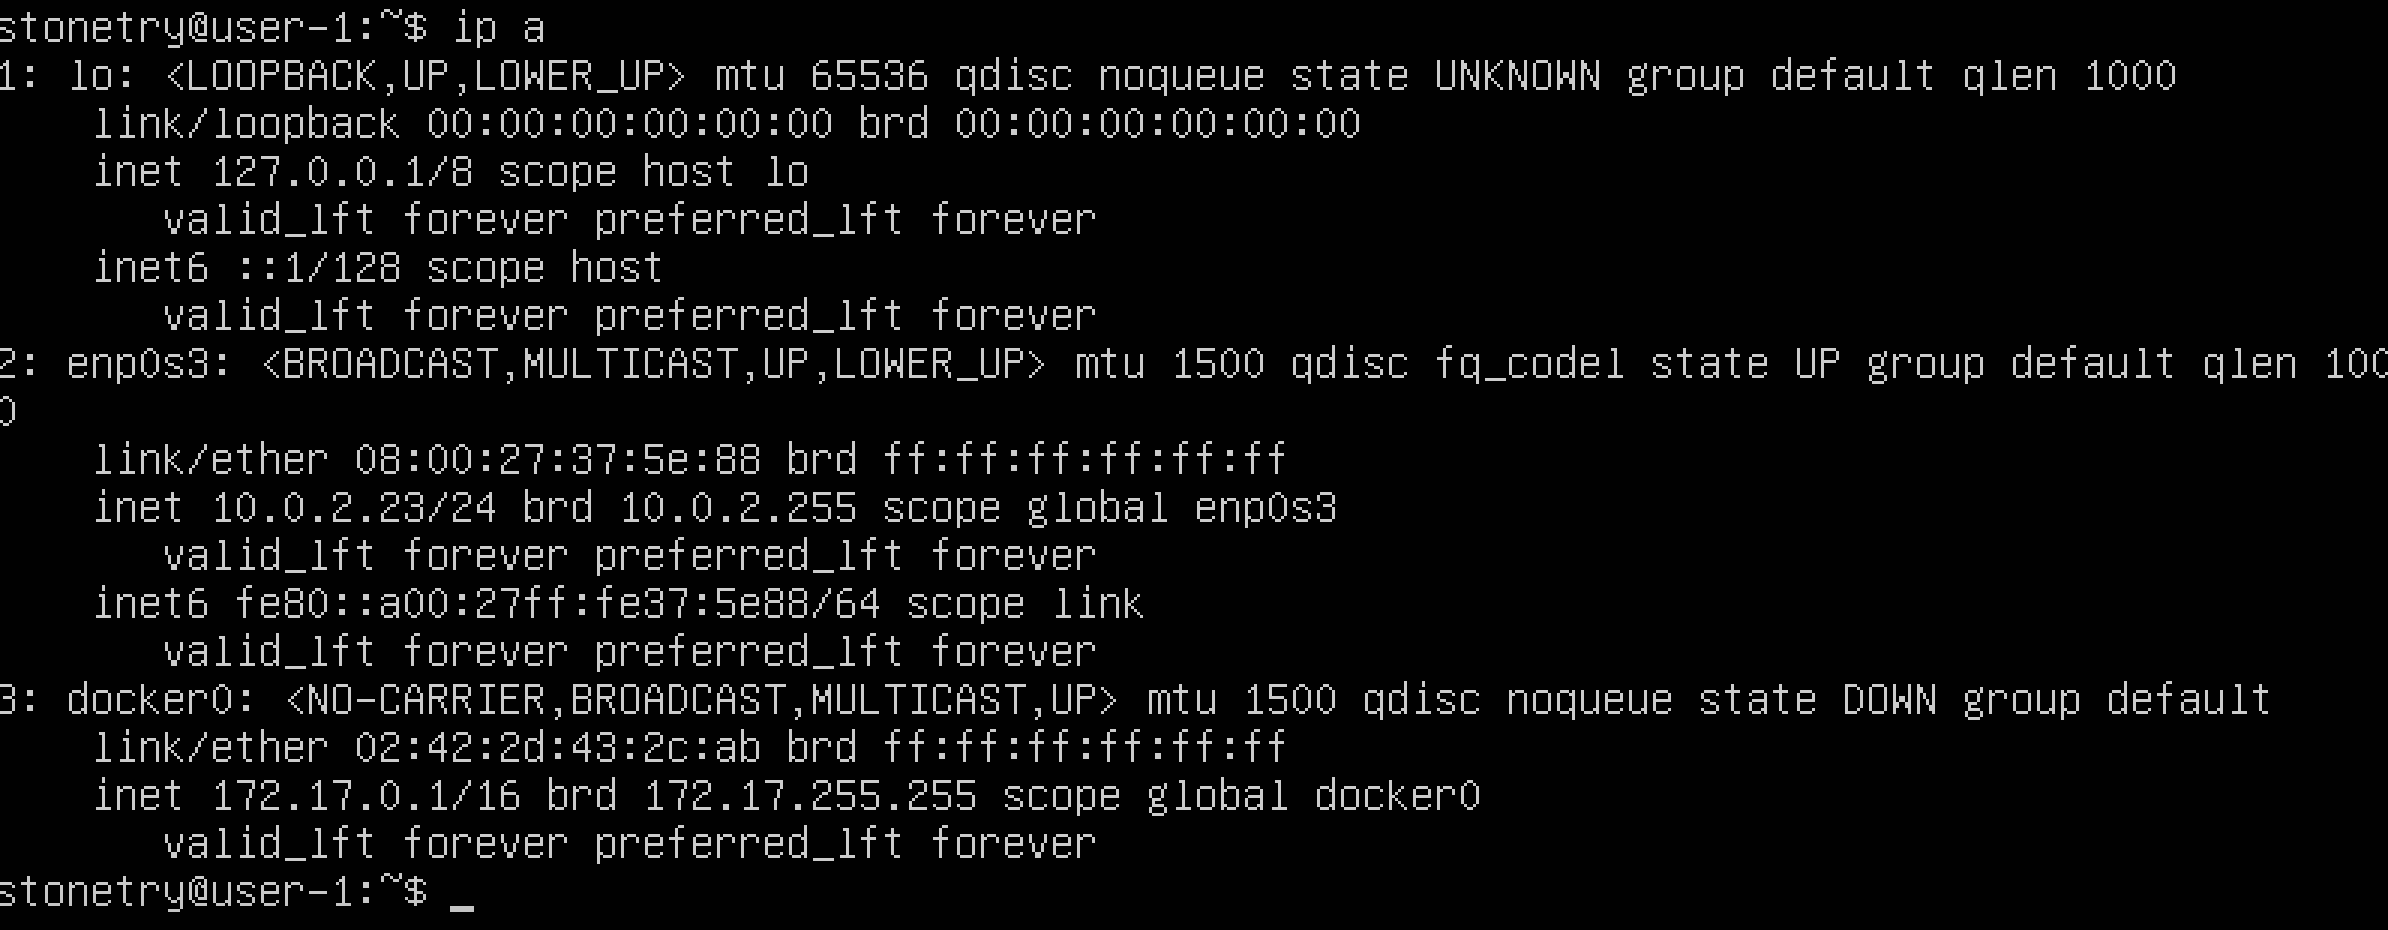 stonetry@user-1:~$ ip a
1: lo: <LOOPBACK,UP,LOWER_UP> mtu 65536 qdisc noqueue state UNKNOWN group default qlen 1000
    link/loopback 00:00:00:00:00:00 brd 00:00:00:00:00:00
    inet 127.0.0.1/8 scope host lo
       valid_lft forever preferred_lft forever
    inet6 ::1/128 scope host
       valid_lft forever preferred_lft forever
2: enp0s3: <BROADCAST,MULTICAST,UP,LOWER_UP> mtu 1500 qdisc fq_codel state UP group default qlen 100
0
    link/ether 08:00:27:37:5e:88 brd ff:ff:ff:ff:ff:ff
    inet 10.0.2.23/24 brd 10.0.2.255 scope global enp0s3
       valid_lft forever preferred_lft forever
    inet6 fe80::a00:27ff:fe37:5e88/64 scope link
       valid_lft forever preferred_lft forever
3: docker0: <NO-CARRIER,BROADCAST,MULTICAST,UP> mtu 1500 qdisc noqueue state DOWN group default
    link/ether 02:42:2d:43:2c:ab brd ff:ff:ff:ff:ff:ff
    inet 172.17.0.1/16 brd 172.17.255.255 scope global docker0
       valid_lft forever preferred_lft forever
stonetry@user-1:~$ _